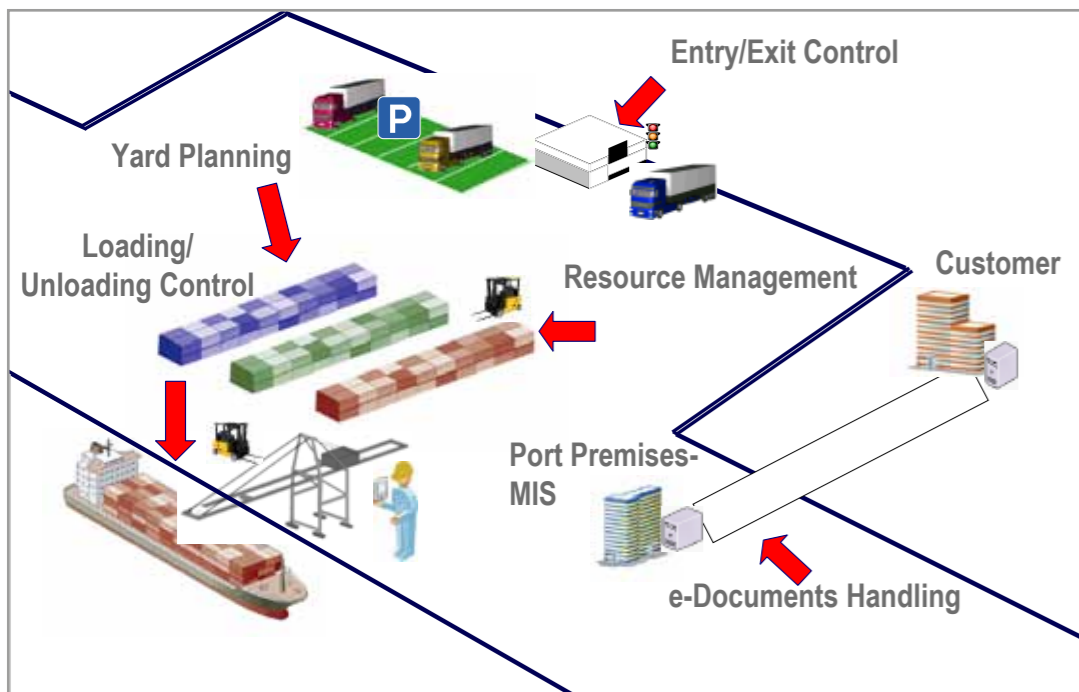 Entry/Exit Control
P
Yard Planning
Loading/
Unloading Control
Resource Management
Customer
Port Premises-
MIS
e-Documents Handling